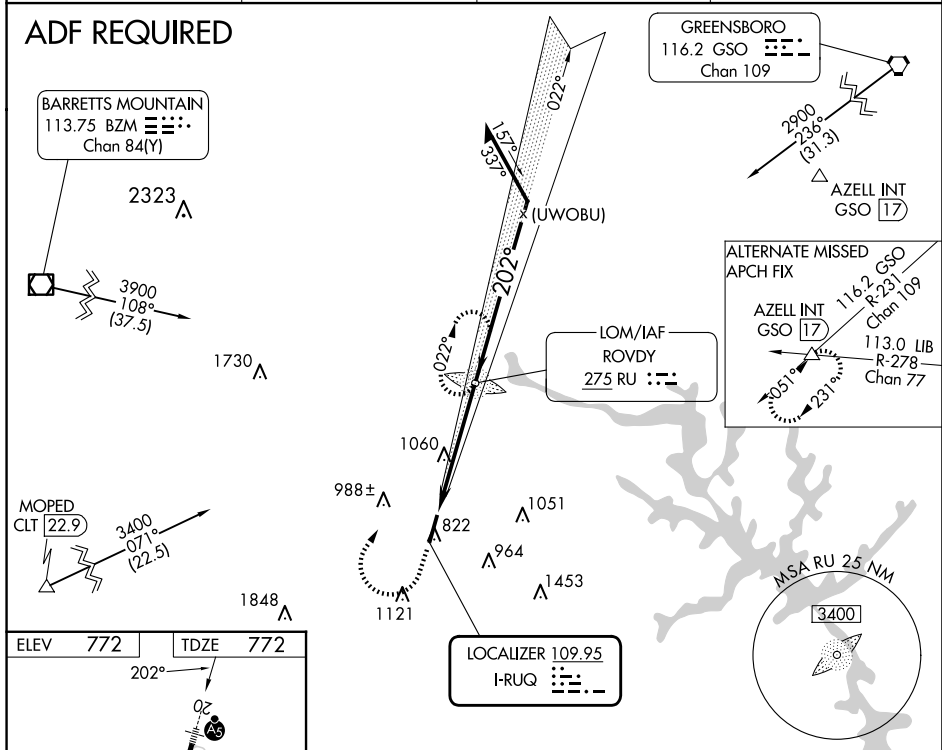 ADF REQUIRED
GREENSBORO
116.2 GSO
Chan 109
022°
BARRETTS MOUNTAIN
113.75 BZM
Chan 84(Y)
157°
337°
2900
236°
(31.3)
AZELL INT
GSO 17
2323
(UWOBU)
202°
ALTERNATE MISSED
APCH FIX
116.2 GSO
R-231
Chan 109
AZELL INT
GSO 17
113.0 LIB
R-278
Chan 77
051°
231°
3900
108°
(37.5)
LOM/IAF
ROVDY
275 RU
022°
1730
1060
988±
1051
MOPED
CLT 22.9
3400
071°
(22.5)
822
964
1453
1121
1848
MSA RU 25 NM
3400
ELEV 772
TDZE 772
LOCALIZER 109.95
I-RUQ
202°
20
A5